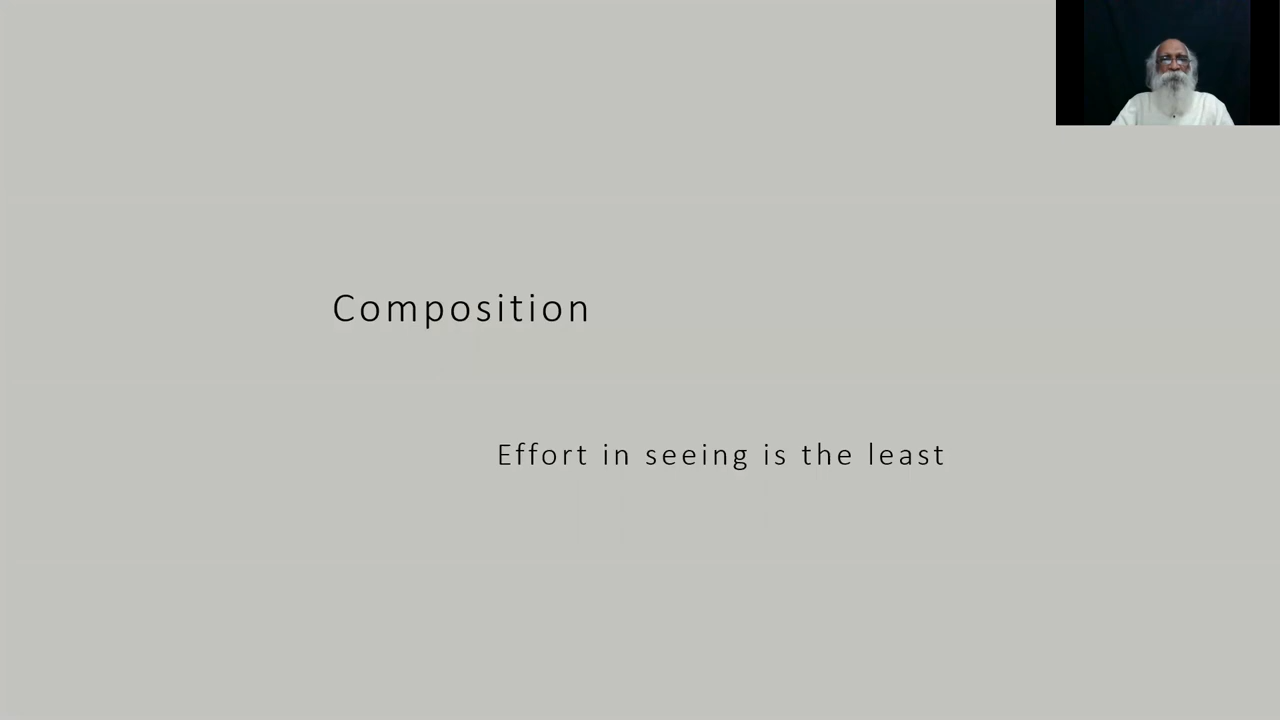 Composition
Effort in seeing is the least